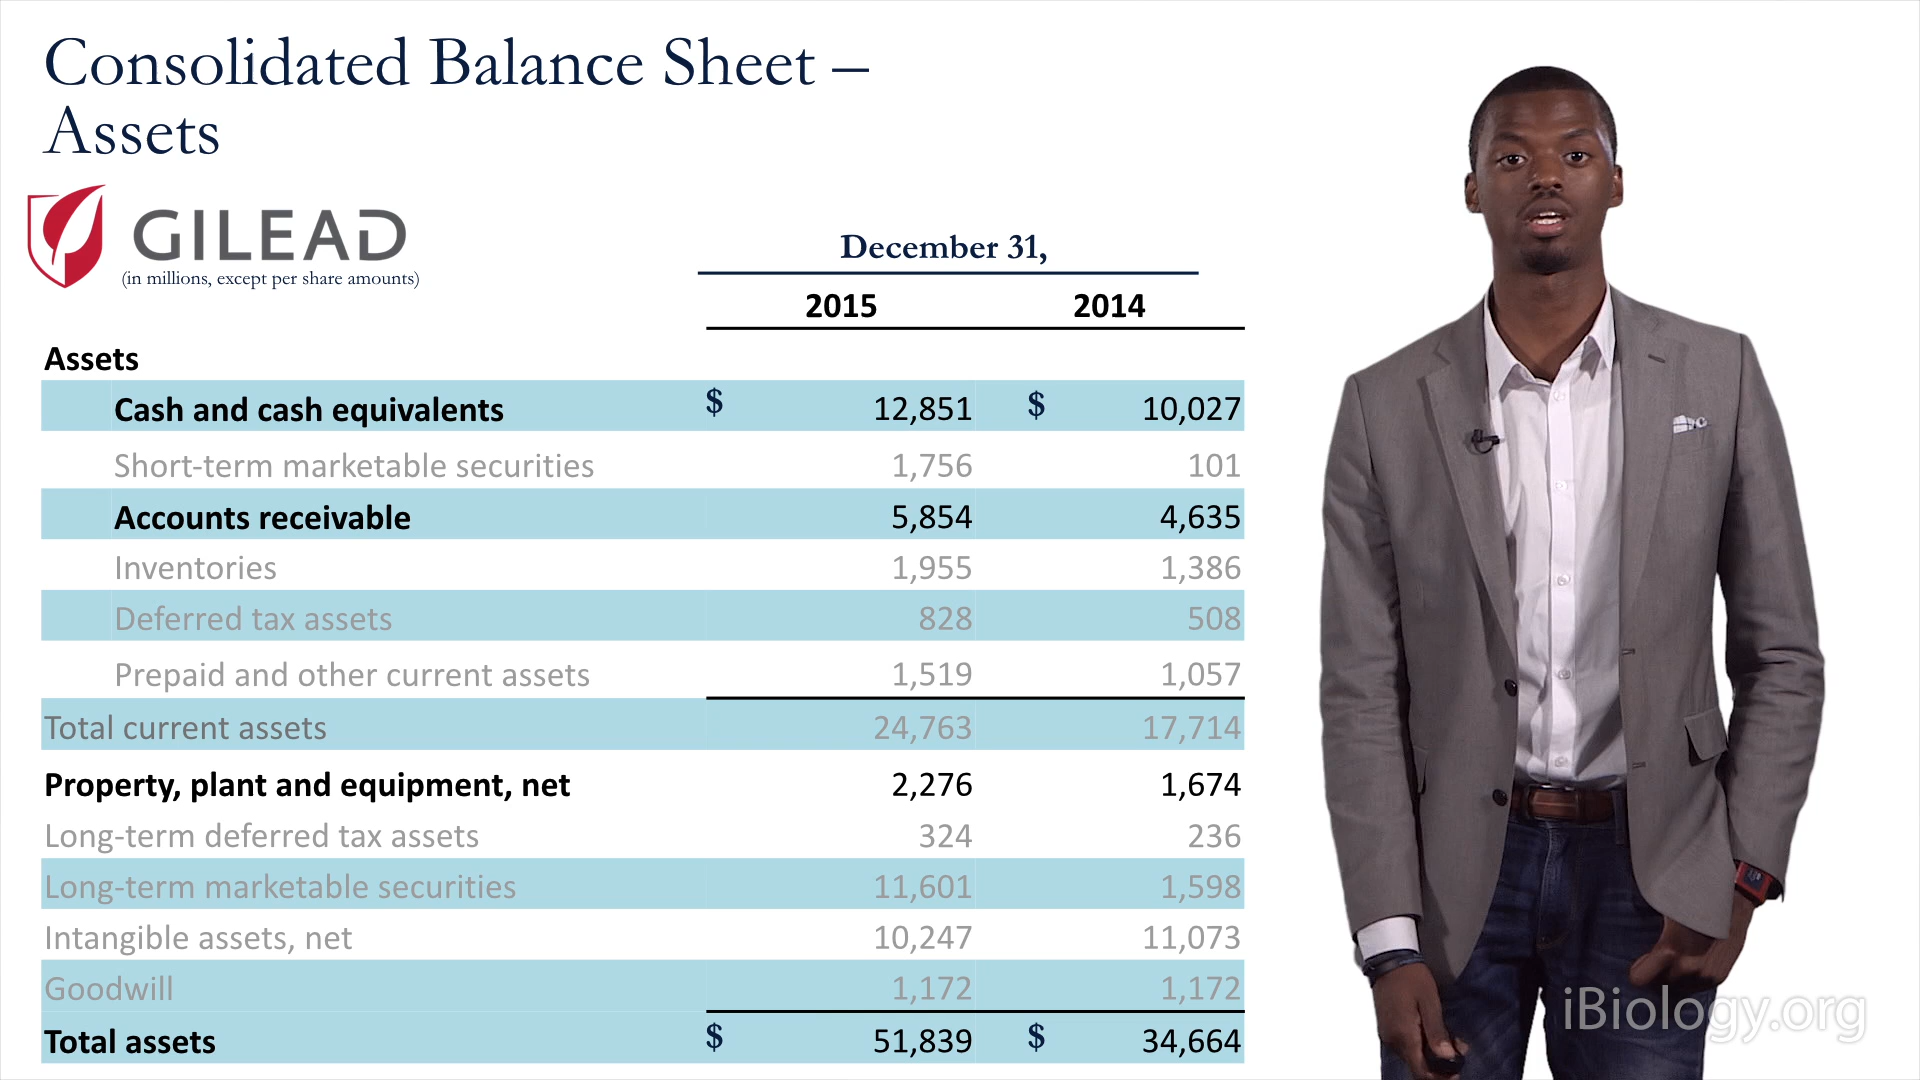 Consolidated Balance Sheet –
Assets
GILEAD
(in millions, except per share amounts)
December 31,
2015 2014
Assets
Cash and cash equivalents $ 12,851 $ 10,027
Short-term marketable securities 1,756 101
Accounts receivable 5,854 4,635
Inventories 1,955 1,386
Deferred tax assets 828 508
Prepaid and other current assets 1,519 1,057
Total current assets 24,763 17,714
Property, plant and equipment, net 2,276 1,674
Long-term deferred tax assets 324 236
Long-term marketable securities 11,601 1,598
Intangible assets, net 10,247 11,073
Goodwill 1,172 1,172
Total assets $ 51,839 $ 34,664
iBiology.org